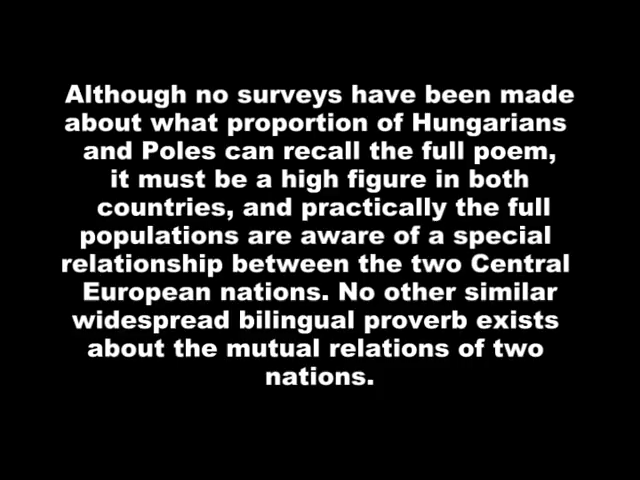 Although no surveys have been made
about what proportion of Hungarians
and Poles can recall the full poem,
it must be a high figure in both
countries, and practically the full
populations are aware of a special
relationship between the two Central
European nations. No other similar
widespread bilingual proverb exists
about the mutual relations of two
nations.